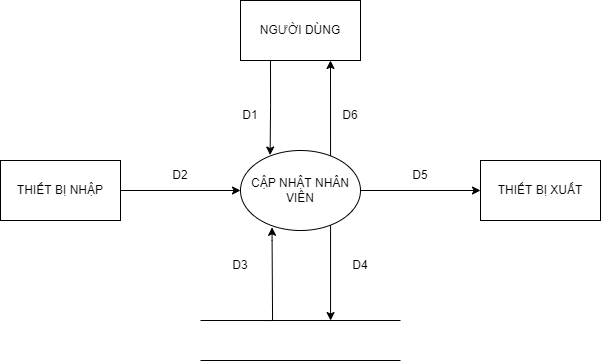 NGƯỜI DÙNG
D1
D6
THIẾT BỊ NHẬP
D2
CẬP NHẬT NHÂN
VIÊN
D5
THIẾT BỊ XUẤT
D3
D4